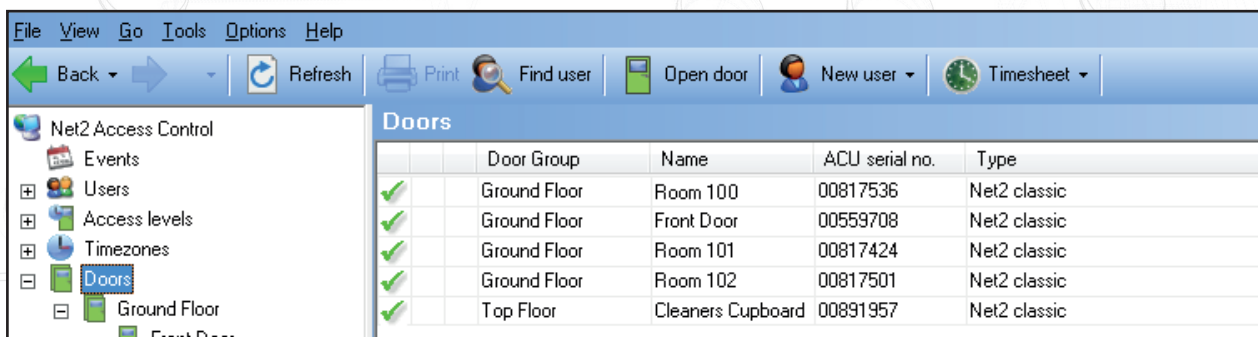 File View Go Tools Options Help
Back Refresh Print Find user Open door New user Timesheet
Net2 Access Control
Events
Users
Access levels
Timezones
Doors
Ground Floor
Front Door
Doors
Door Group Name ACU serial no. Type
Ground Floor Room 100 00817536 Net2 classic
Ground Floor Front Door 00559708 Net2 classic
Ground Floor Room 101 00817424 Net2 classic
Ground Floor Room 102 00817501 Net2 classic
Top Floor Cleaners Cupboard 00891957 Net2 classic